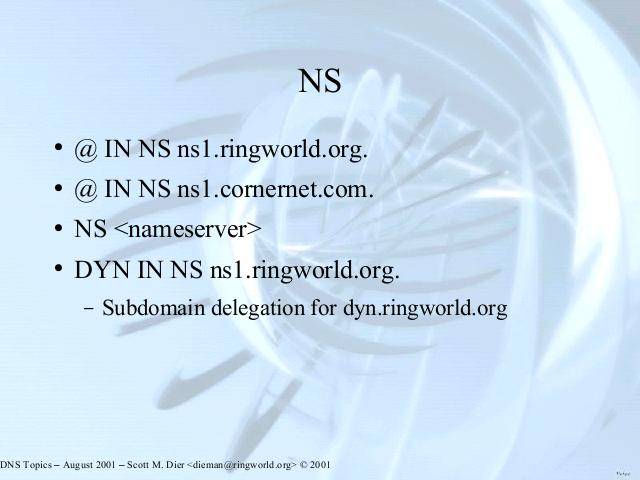 NS
• @ IN NS ns1.ringworld.org.
• @ IN NS ns1.cornernet.com.
• NS <nameserver>
• DYN IN NS ns1.ringworld.org.
– Subdomain delegation for dyn.ringworld.org
DNS Topics – August 2001 – Scott M. Dier <dieman@ringworld.org> © 2001